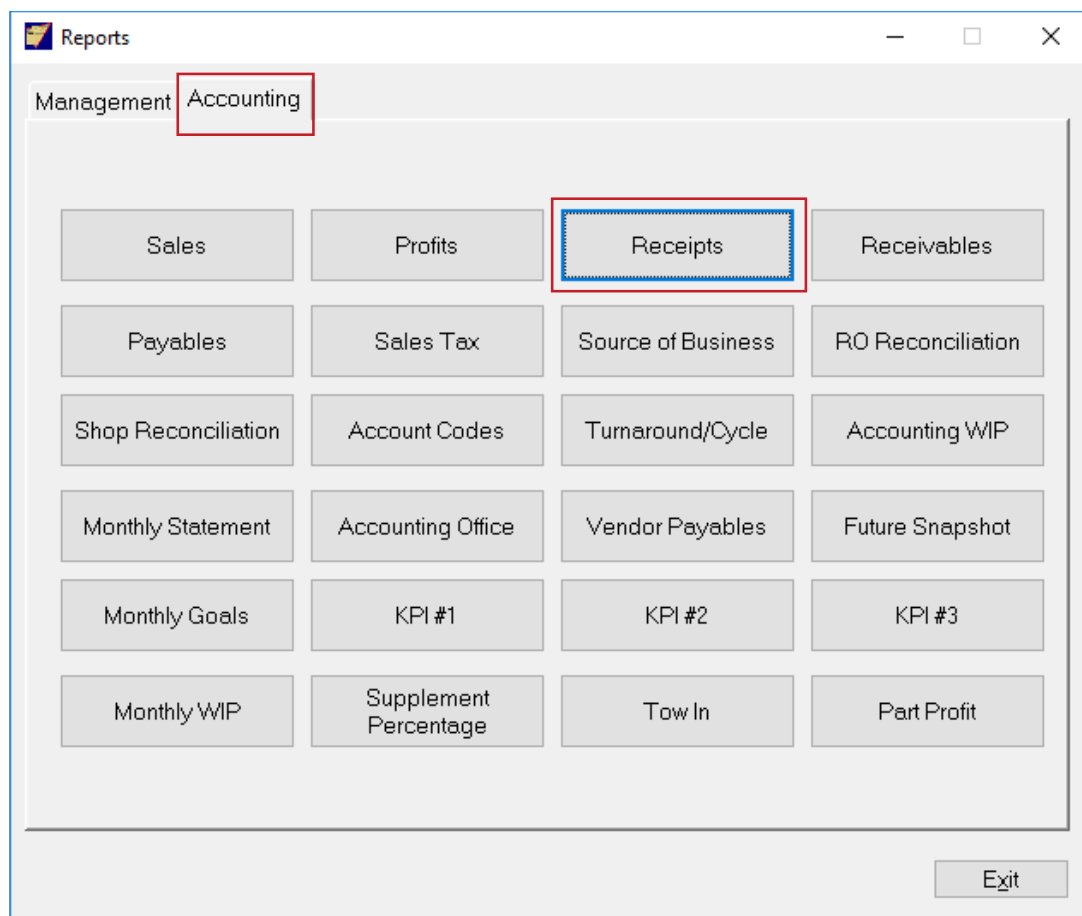 Reports
Management
Accounting
Sales
Profits
Receipts
Receivables
Payables
Sales Tax
Source of Business
RO Reconciliation
Shop Reconciliation
Account Codes
Turnaround/Cycle
Accounting WIP
Monthly Statement
Accounting Office
Vendor Payables
Future Snapshot
Monthly Goals
KPI #1
KPI #2
KPI #3
Monthly WIP
Supplement
Percentage
Tow In
Part Profit
Exit